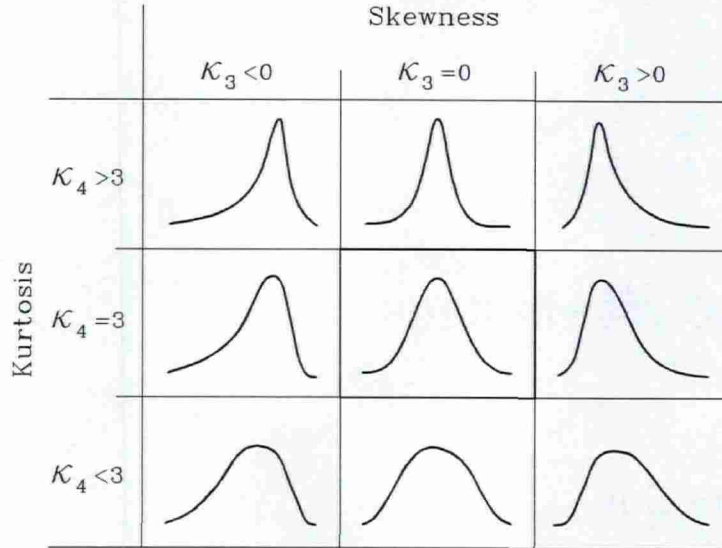 Skewness
K₃ <0
K₃ =0
K₃ >0
Kurtosis
K₄ >3
K₄ =3
K₄ <3